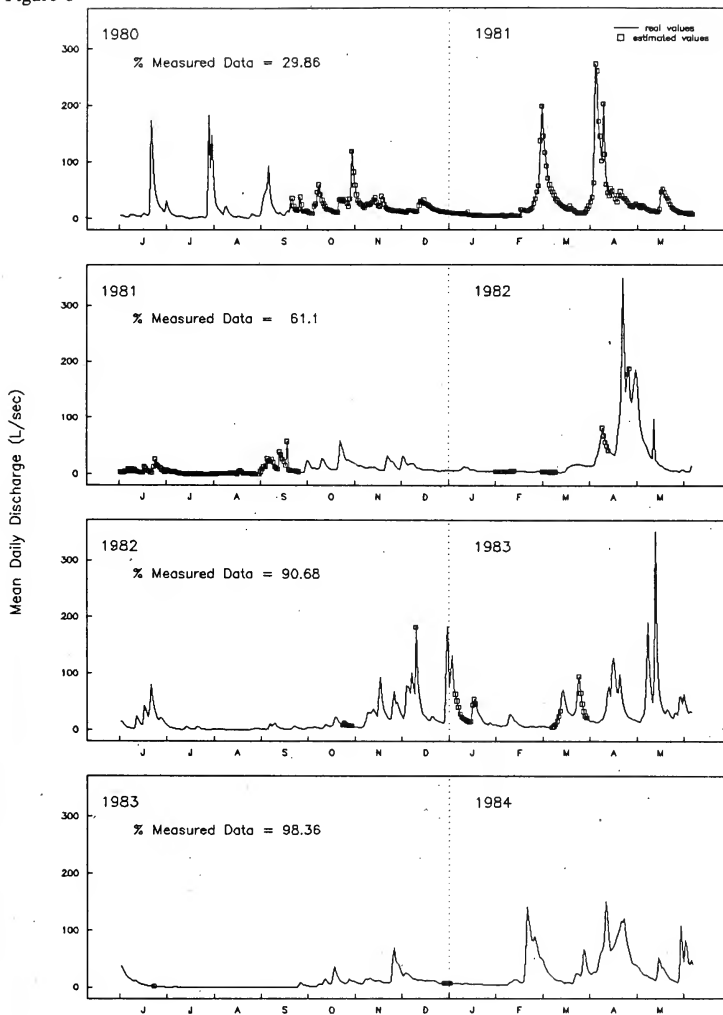 1980
1981
real values
estimated values
% Measured Data = 29.86
300
200
100
0
J J A S O N D J F M A M
1981
1982
% Measured Data = 61.1
300
200
100
0
J J A S O N D J F M A M
1982
1983
% Measured Data = 90.68
300
200
100
0
J J A S O N D J F M A M
1983
1984
% Measured Data = 98.36
300
200
100
0
J J A S O N D J F M A M
Mean Daily Discharge (L/sec)